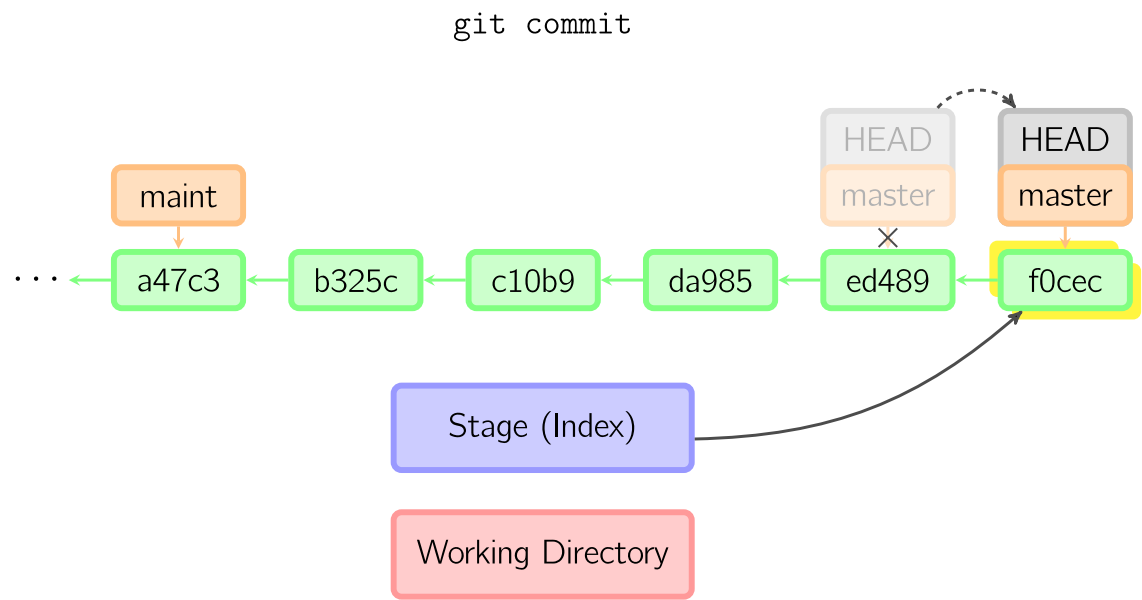 git commit
HEAD HEAD
maint master master
... a47c3 b325c c10b9 da985 ed489 f0cec
Stage (Index)
Working Directory